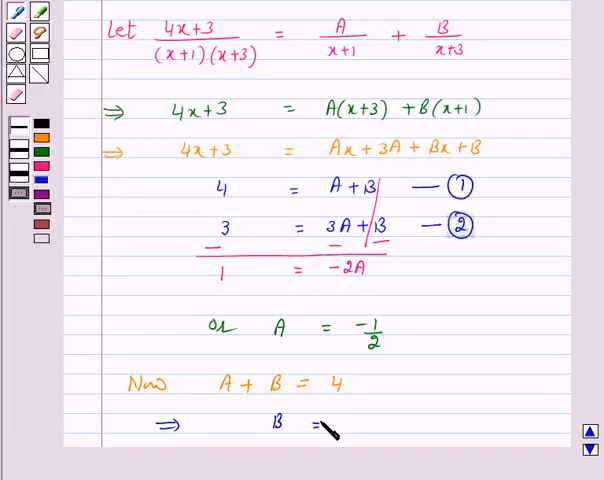 Let (4x+3)/((x+1)(x+3)) = A/(x+1) + B/(x+3)
⇒ 4x+3 = A(x+3) + B(x+1)
⇒ 4x+3 = Ax + 3A + Bx + B
4 = A + B — ①
3 = 3A + B — ②
− − −
1 = −2A
or A = −1/2
Now A + B = 4
⇒ B =